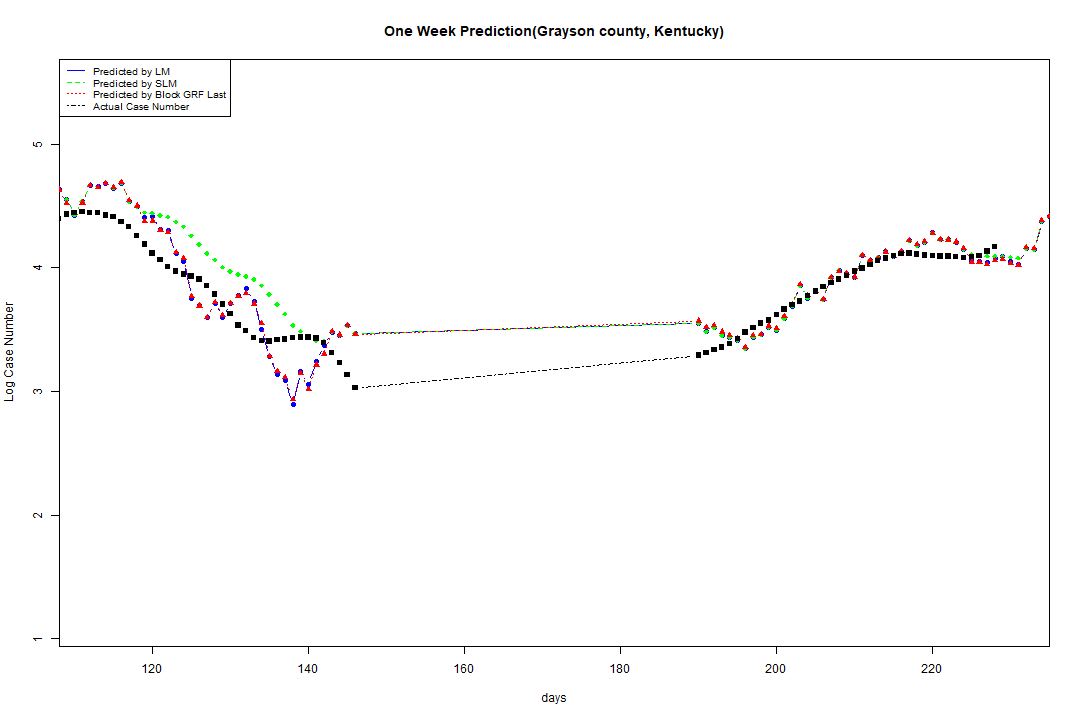 One Week Prediction(Grayson county, Kentucky)
Predicted by LM
Predicted by SLM
Predicted by Block GRF Last
Actual Case Number
5
4
3
2
1
Log Case Number
120 140 160 180 200 220
days